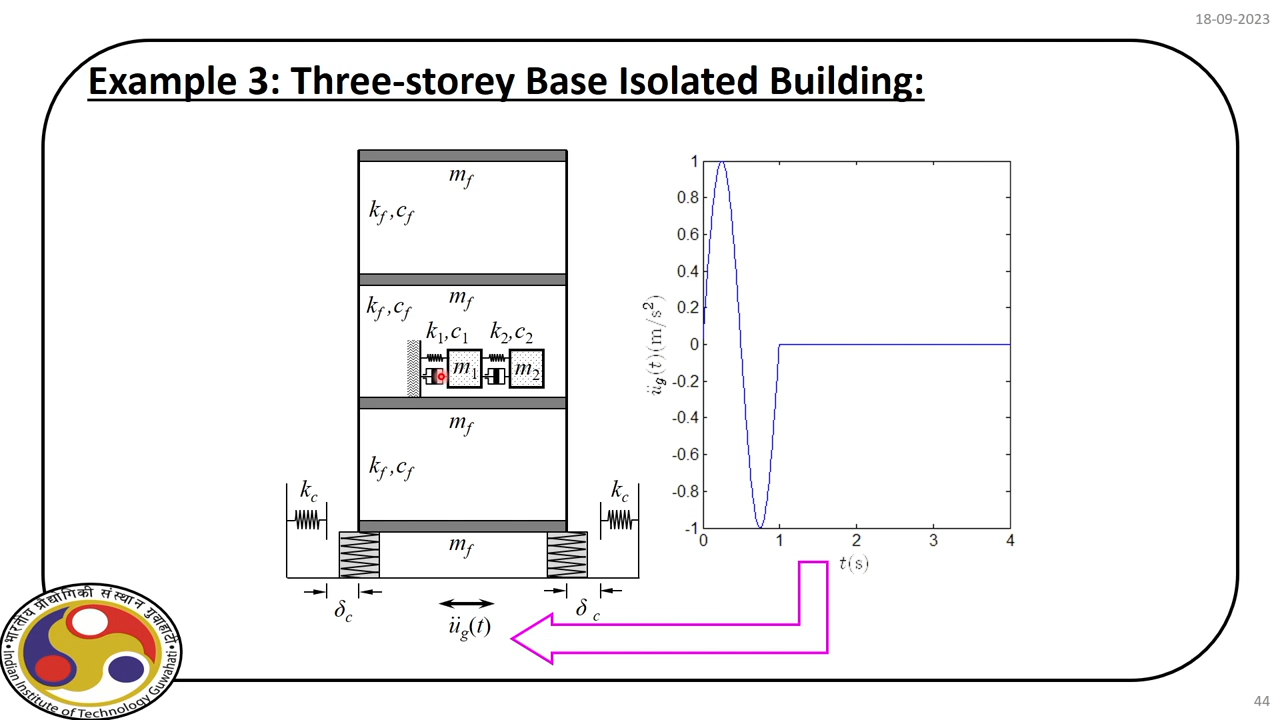 18-09-2023
Example 3: Three-storey Base Isolated Building:
m_f
k_f,c_f
m_f
k_f,c_f
k_1,c_1 k_2,c_2
m_1 m_2
m_f
k_f,c_f
k_c k_c
m_f
δ_c δ_c
ü_g(t)
1
0.8
0.6
0.4
0.2
0
-0.2
-0.4
-0.6
-0.8
-1
0 1 2 3 4
t(s)
ü_g(t)(m/s²)
भारतीय प्रौद्योगिकी संस्थान गुवाहाटी
Indian Institute of Technology Guwahati
44